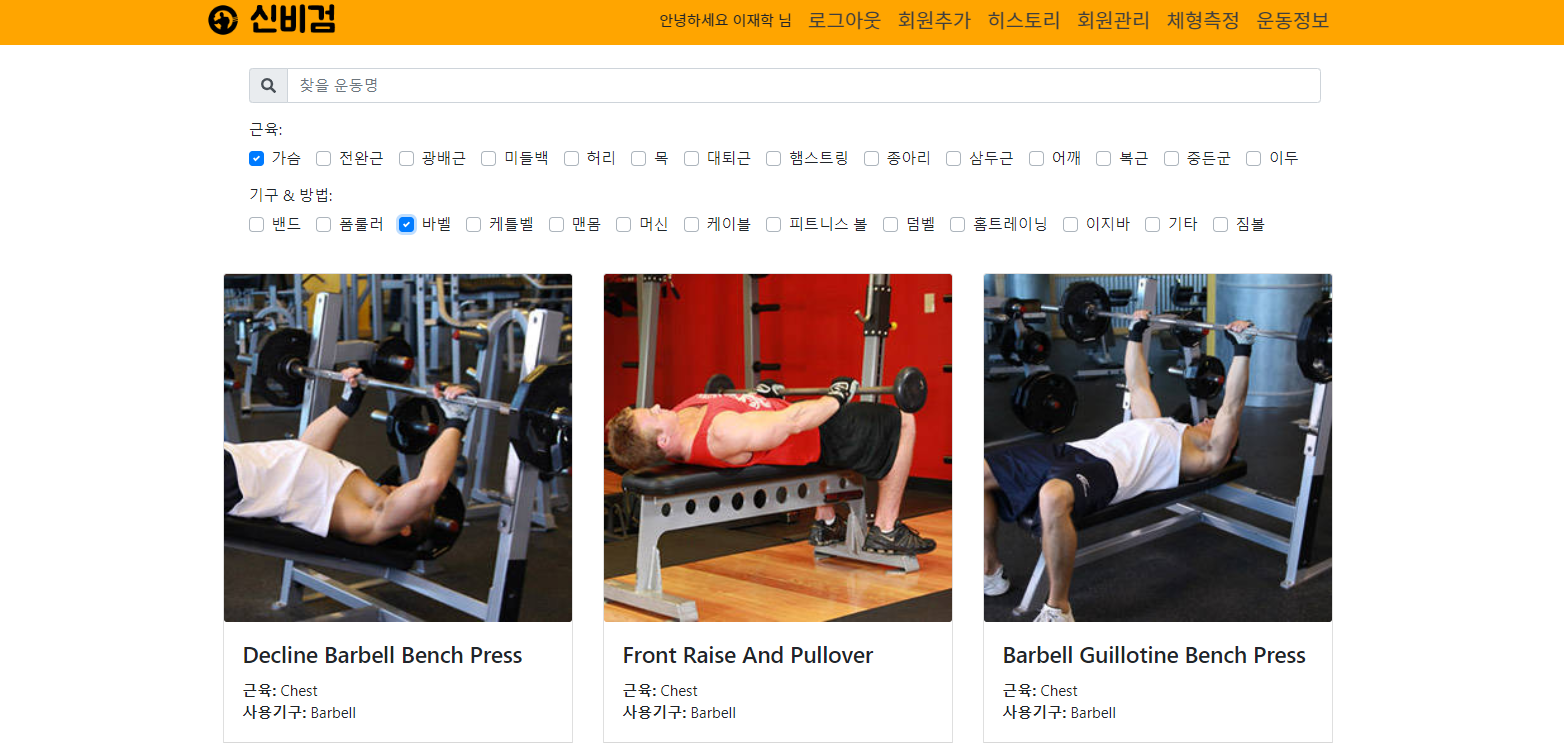 신비검 안녕하세요 이재학 님 로그아웃 회원추가 히스토리 회원관리 체형측정 운동정보
찾을 운동명
근육:
가슴 전완근 광배근 미들백 허리 목 대퇴근 햄스트링 종아리 삼두근 어깨 복근 중든군 이두
기구 & 방법:
밴드 폼룰러 바벨 케틀벨 맨몸 머신 케이블 피트니스 볼 덤벨 홈트레이닝 이지바 기타 짐볼
Decline Barbell Bench Press
근육: Chest
사용기구: Barbell
Front Raise And Pullover
근육: Chest
사용기구: Barbell
Barbell Guillotine Bench Press
근육: Chest
사용기구: Barbell